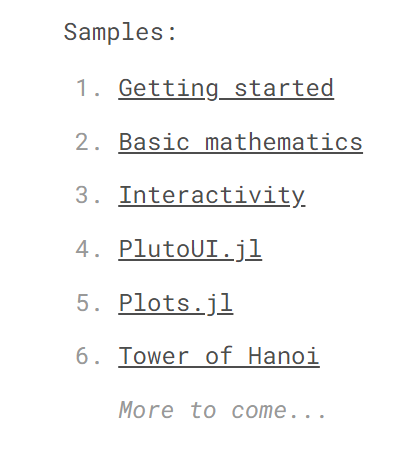 Samples:
1. Getting started
2. Basic mathematics
3. Interactivity
4. PlutoUI.jl
5. Plots.jl
6. Tower of Hanoi
More to come...